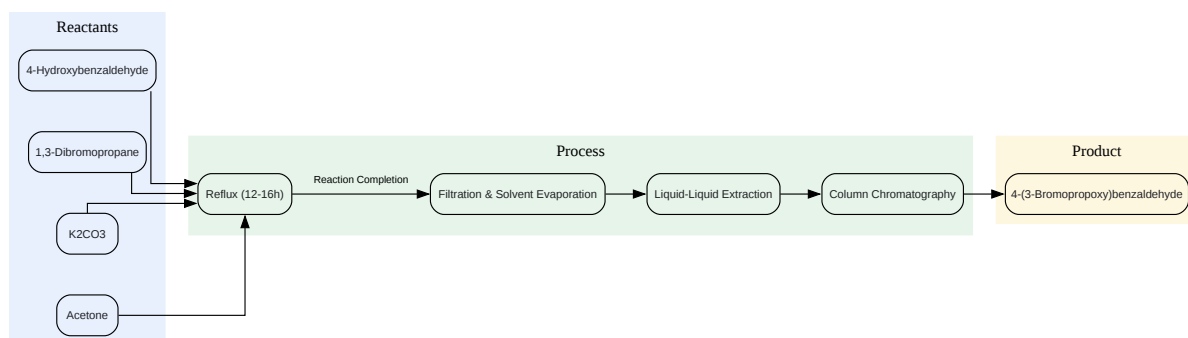 Reactants
4-Hydroxybenzaldehyde
1,3-Dibromopropane
K2CO3
Acetone
Process
Reflux (12-16h)
Reaction Completion
Filtration & Solvent Evaporation
Liquid-Liquid Extraction
Column Chromatography
Product
4-(3-Bromopropoxy)benzaldehyde